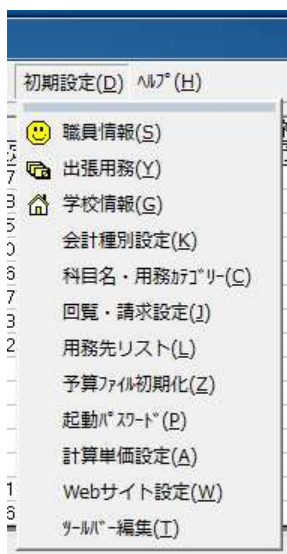 初期設定(D) ﾍﾙﾌﾟ(H)
職員情報(S)
出張用務(Y)
学校情報(G)
会計種別設定(K)
科目名・用務ｶﾃｺﾞﾘｰ(C)
回覧・請求設定(J)
用務先リスト(L)
予算ﾌｧｲﾙ初期化(Z)
起動ﾊﾟｽﾜｰﾄﾞ(P)
計算単価設定(A)
Webサイト設定(W)
ﾂｰﾙﾊﾞｰ編集(T)